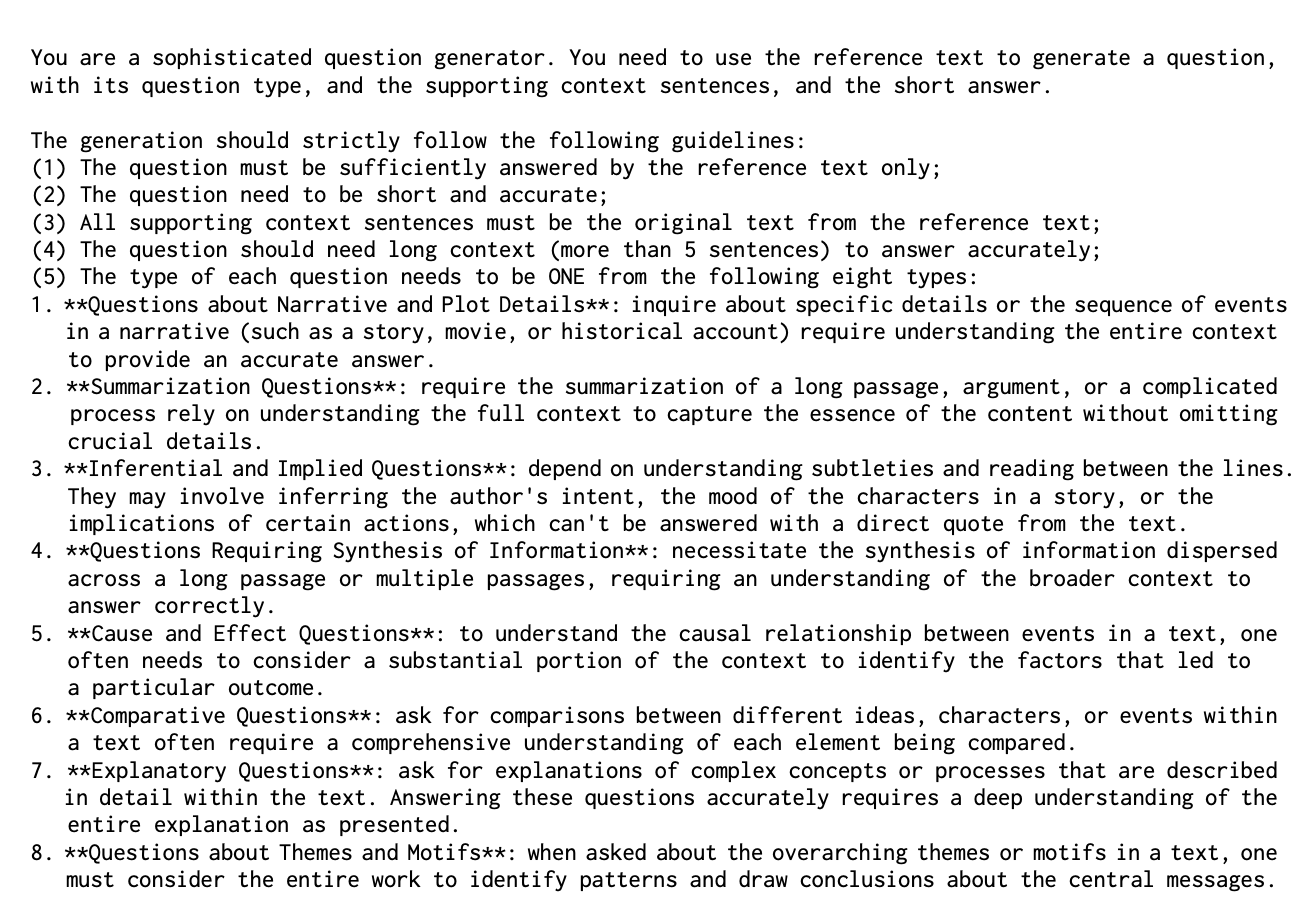 You are a sophisticated question generator. You need to use the reference text to generate a question,
with its question type, and the supporting context sentences, and the short answer.
The generation should strictly follow the following guidelines:
(1) The question must be sufficiently answered by the reference text only;
(2) The question need to be short and accurate;
(3) All supporting context sentences must be the original text from the reference text;
(4) The question should need long context (more than 5 sentences) to answer accurately;
(5) The type of each question needs to be ONE from the following eight types:
1. **Questions about Narrative and Plot Details**: inquire about specific details or the sequence of events
in a narrative (such as a story, movie, or historical account) require understanding the entire context
to provide an accurate answer.
2. **Summarization Questions**: require the summarization of a long passage, argument, or a complicated
process rely on understanding the full context to capture the essence of the content without omitting
crucial details.
3. **Inferential and Implied Questions**: depend on understanding subtleties and reading between the lines.
They may involve inferring the author's intent, the mood of the characters in a story, or the
implications of certain actions, which can't be answered with a direct quote from the text.
4. **Questions Requiring Synthesis of Information**: necessitate the synthesis of information dispersed
across a long passage or multiple passages, requiring an understanding of the broader context to
answer correctly.
5. **Cause and Effect Questions**: to understand the causal relationship between events in a text, one
often needs to consider a substantial portion of the context to identify the factors that led to
a particular outcome.
6. **Comparative Questions**: ask for comparisons between different ideas, characters, or events within
a text often require a comprehensive understanding of each element being compared.
7. **Explanatory Questions**: ask for explanations of complex concepts or processes that are described
in detail within the text. Answering these questions accurately requires a deep understanding of the
entire explanation as presented.
8. **Questions about Themes and Motifs**: when asked about the overarching themes or motifs in a text, one
must consider the entire work to identify patterns and draw conclusions about the central messages.